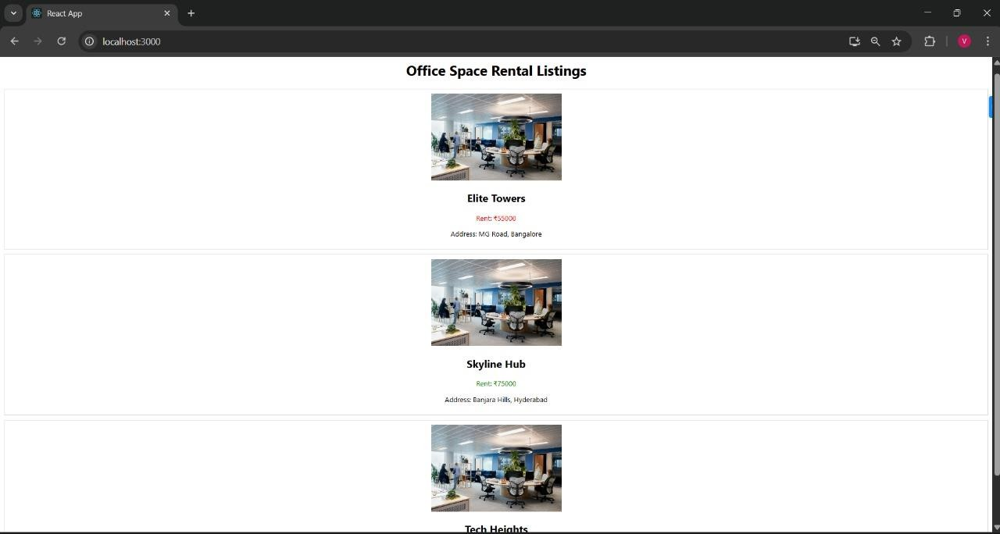 React App
localhost:3000
V
Office Space Rental Listings
Elite Towers
Rent: ₹55000
Address: MG Road, Bangalore
Skyline Hub
Rent: ₹75000
Address: Banjara Hills, Hyderabad
Tech Heights